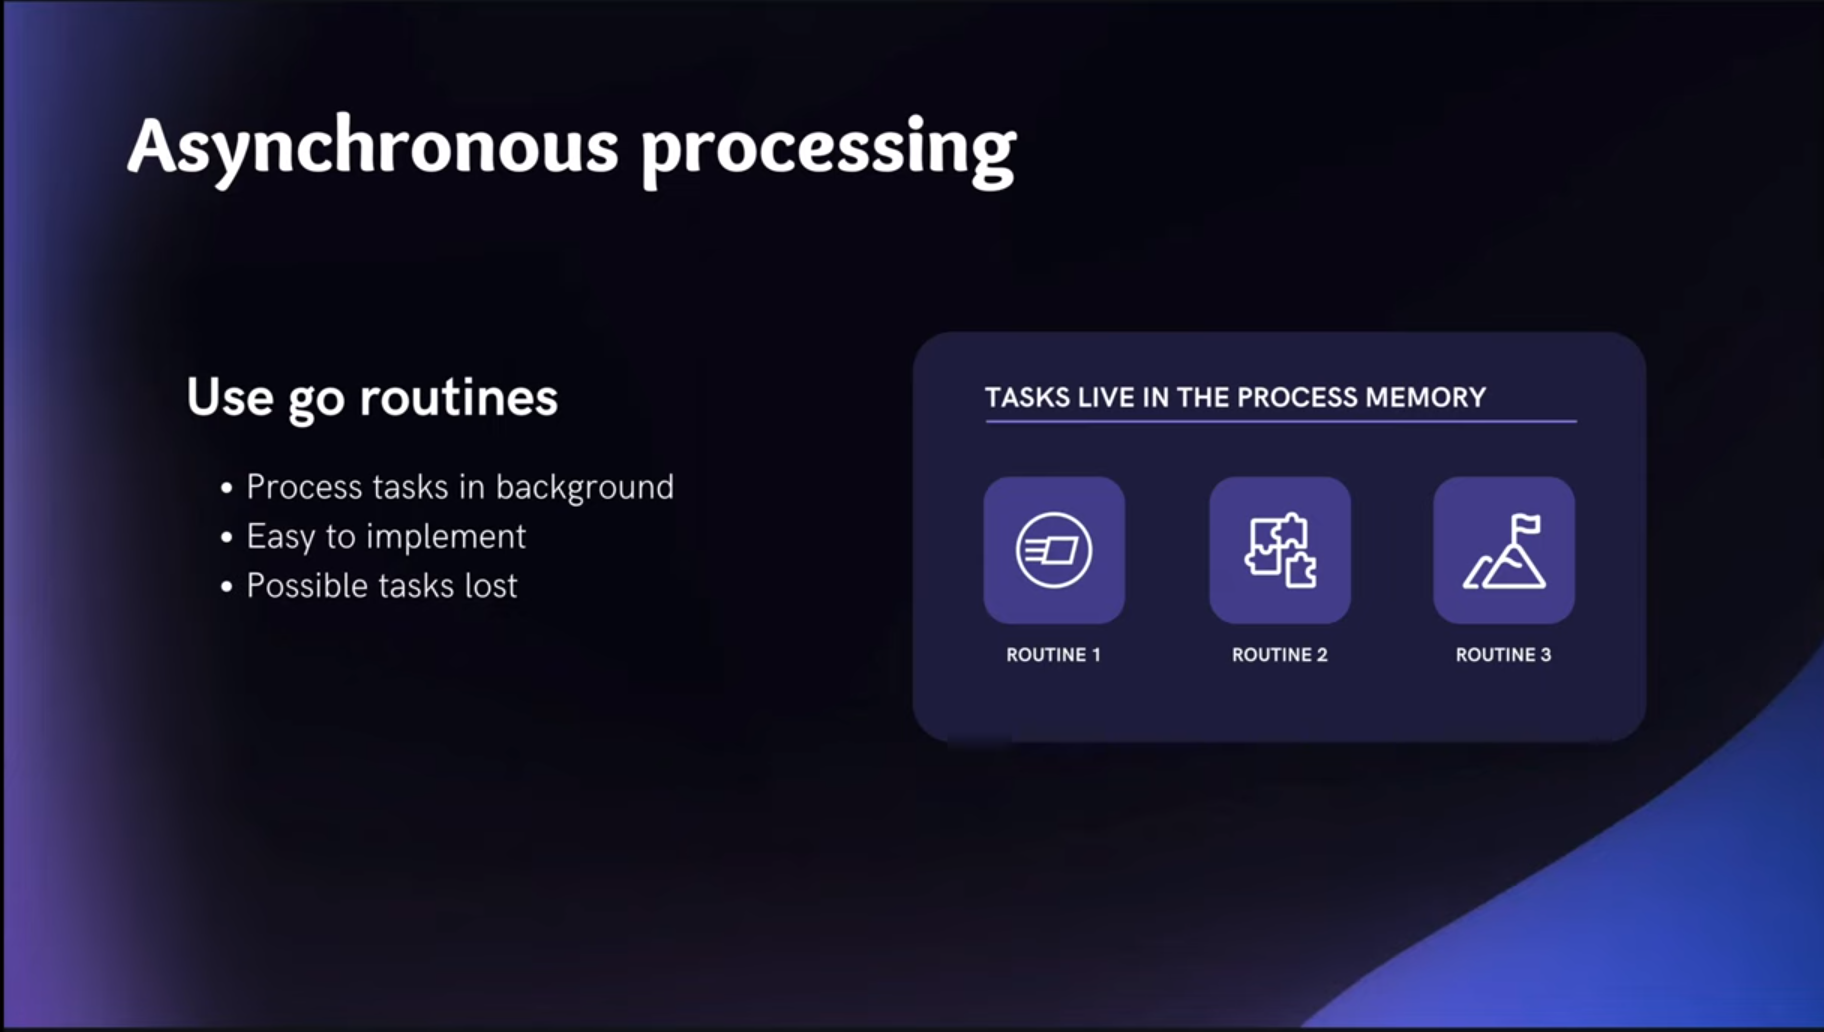 Asynchronous processing
Use go routines
• Process tasks in background
• Easy to implement
• Possible tasks lost
TASKS LIVE IN THE PROCESS MEMORY
ROUTINE 1
ROUTINE 2
ROUTINE 3